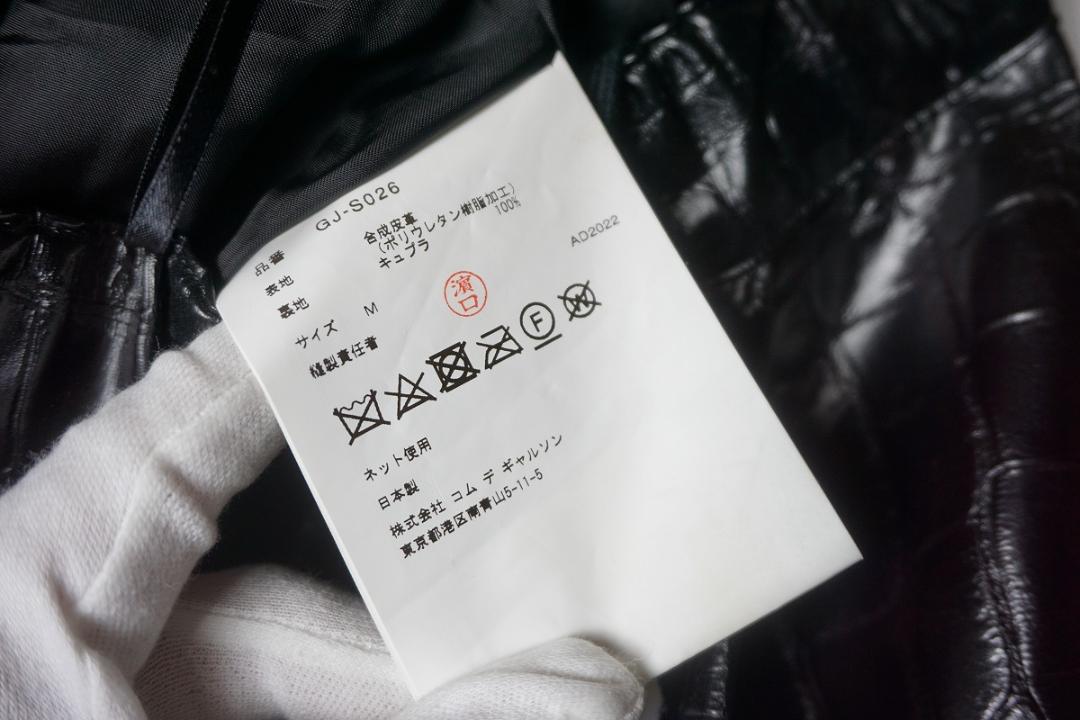 品番 GJ-S026
表地 合成皮革
（ポリウレタン樹脂加工）
裏地 キュプラ 100%
AD2022
サイズ M
縫製責任者 濱口
F
W
ネット使用
日本製
株式会社 コム デ ギャルソン
東京都港区南青山5-11-5